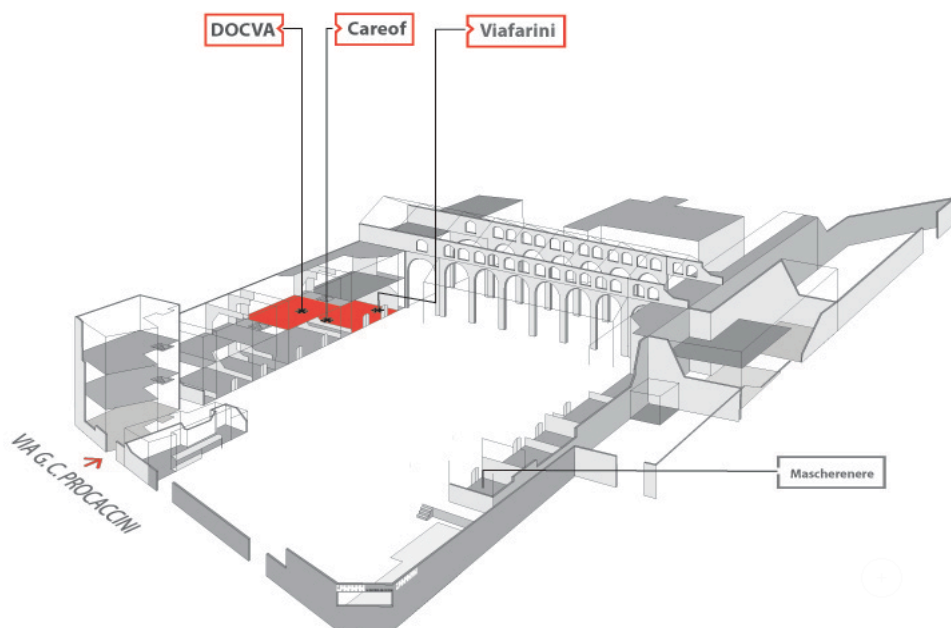 DOCVA
Careof
Viafarini
VIA G.C. PROCACCINI
Mascherenere